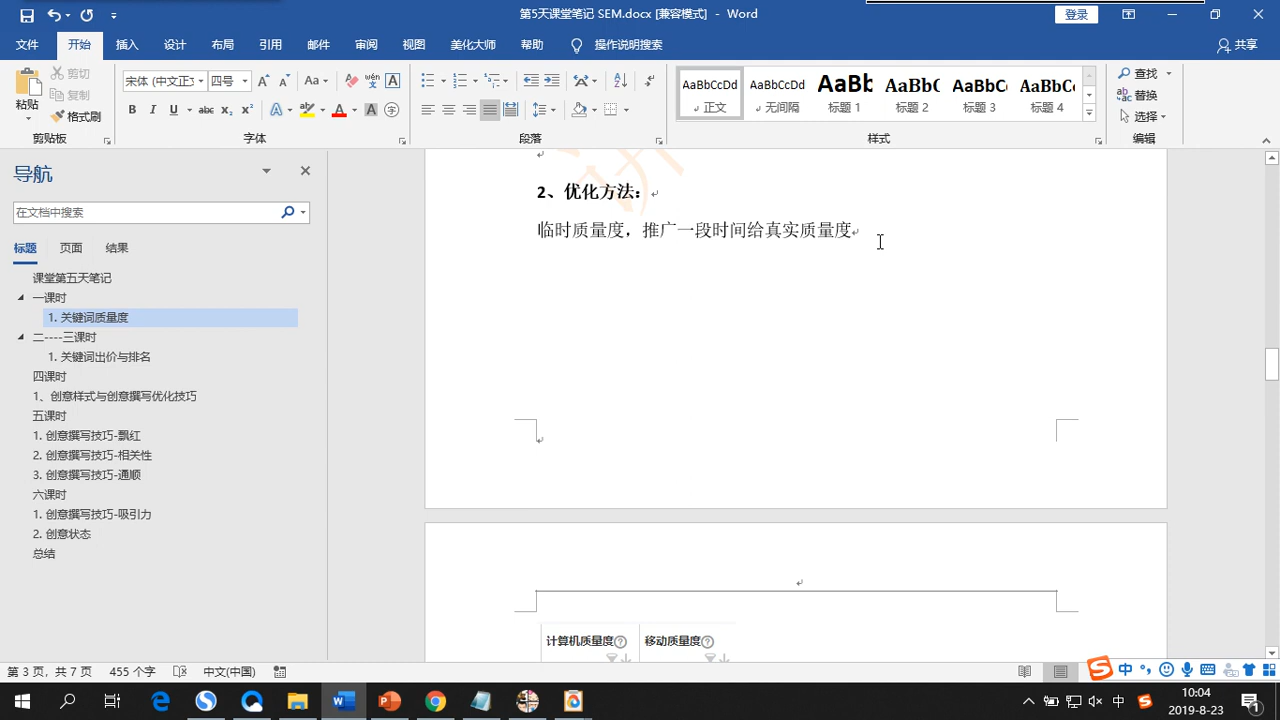 第5天课堂笔记 SEM.docx [兼容模式] - Word
登录
文件 开始 插入 设计 布局 引用 邮件 审阅 视图 美化大师 帮助 操作说明搜索 共享
剪切
复制
粘贴 格式刷
剪贴板
宋体 (中文正 四号
Aa
wén A
B I U abc X₂ X² A A A 字
字体
段落
AaBbCcDd AaBbCcDd AaBb AaBbC AaBbC AaBbC
正文 无间隔 标题 1 标题 2 标题 3 标题 4
样式
查找
替换
选择
编辑
导航
在文档中搜索
标题 页面 结果
课堂第五天笔记
一课时
1. 关键词质量度
二----三课时
1. 关键词出价与排名
四课时
1、创意样式与创意撰写优化技巧
五课时
1. 创意撰写技巧-飘红
2. 创意撰写技巧-相关性
3. 创意撰写技巧-通顺
六课时
1. 创意撰写技巧-吸引力
2. 创意状态
总结
2、优化方法：
临时质量度，推广一段时间给真实质量度
计算机质量度? 移动质量度?
第 3 页，共 7 页 455 个字 中文(中国)
中
中
10:04
2019-8-23